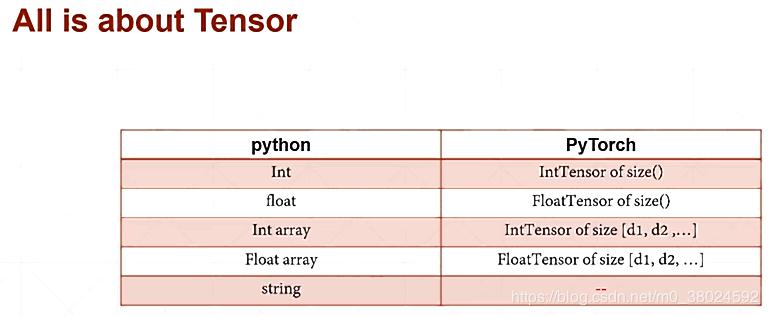 All is about Tensor
python PyTorch
Int IntTensor of size()
float FloatTensor of size()
Int array IntTensor of size [d1, d2 ,...]
Float array FloatTensor of size [d1, d2, ...]
string --
https://blog.csdn.net/m0_38024592